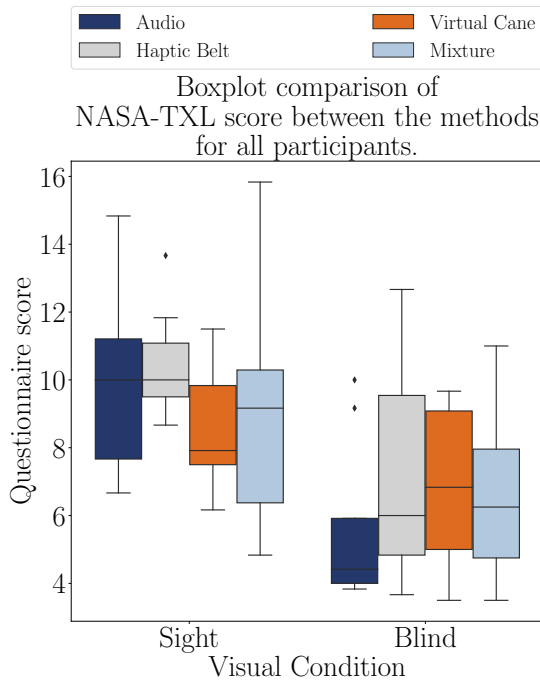 Audio
Haptic Belt
Virtual Cane
Mixture
Boxplot comparison of
NASA-TXL score between the methods
for all participants.
16
14
12
10
8
6
4
Questionnaire score
Sight
Blind
Visual Condition